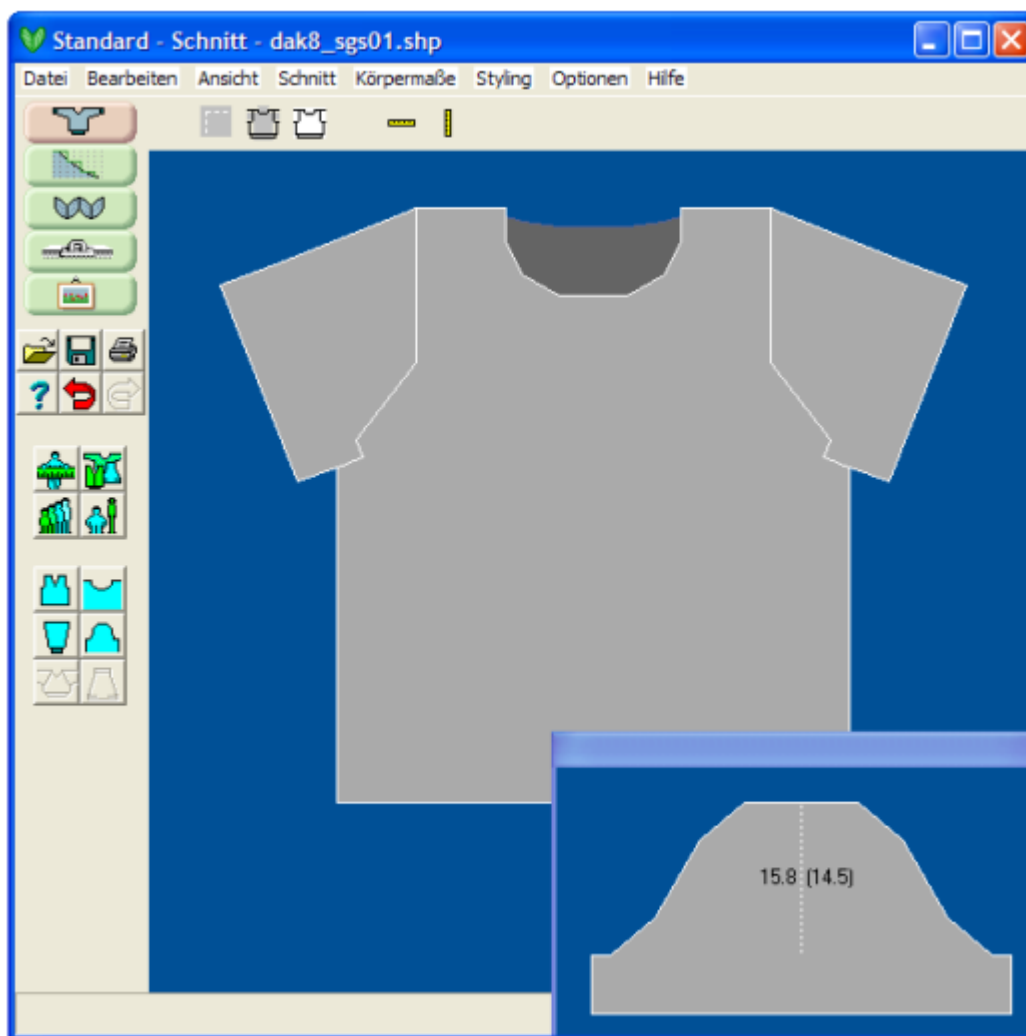 Standard - Schnitt - dak8_sgs01.shp
Datei Bearbeiten Ansicht Schnitt Körpermaße Styling Optionen Hilfe
15.8 (14.5)